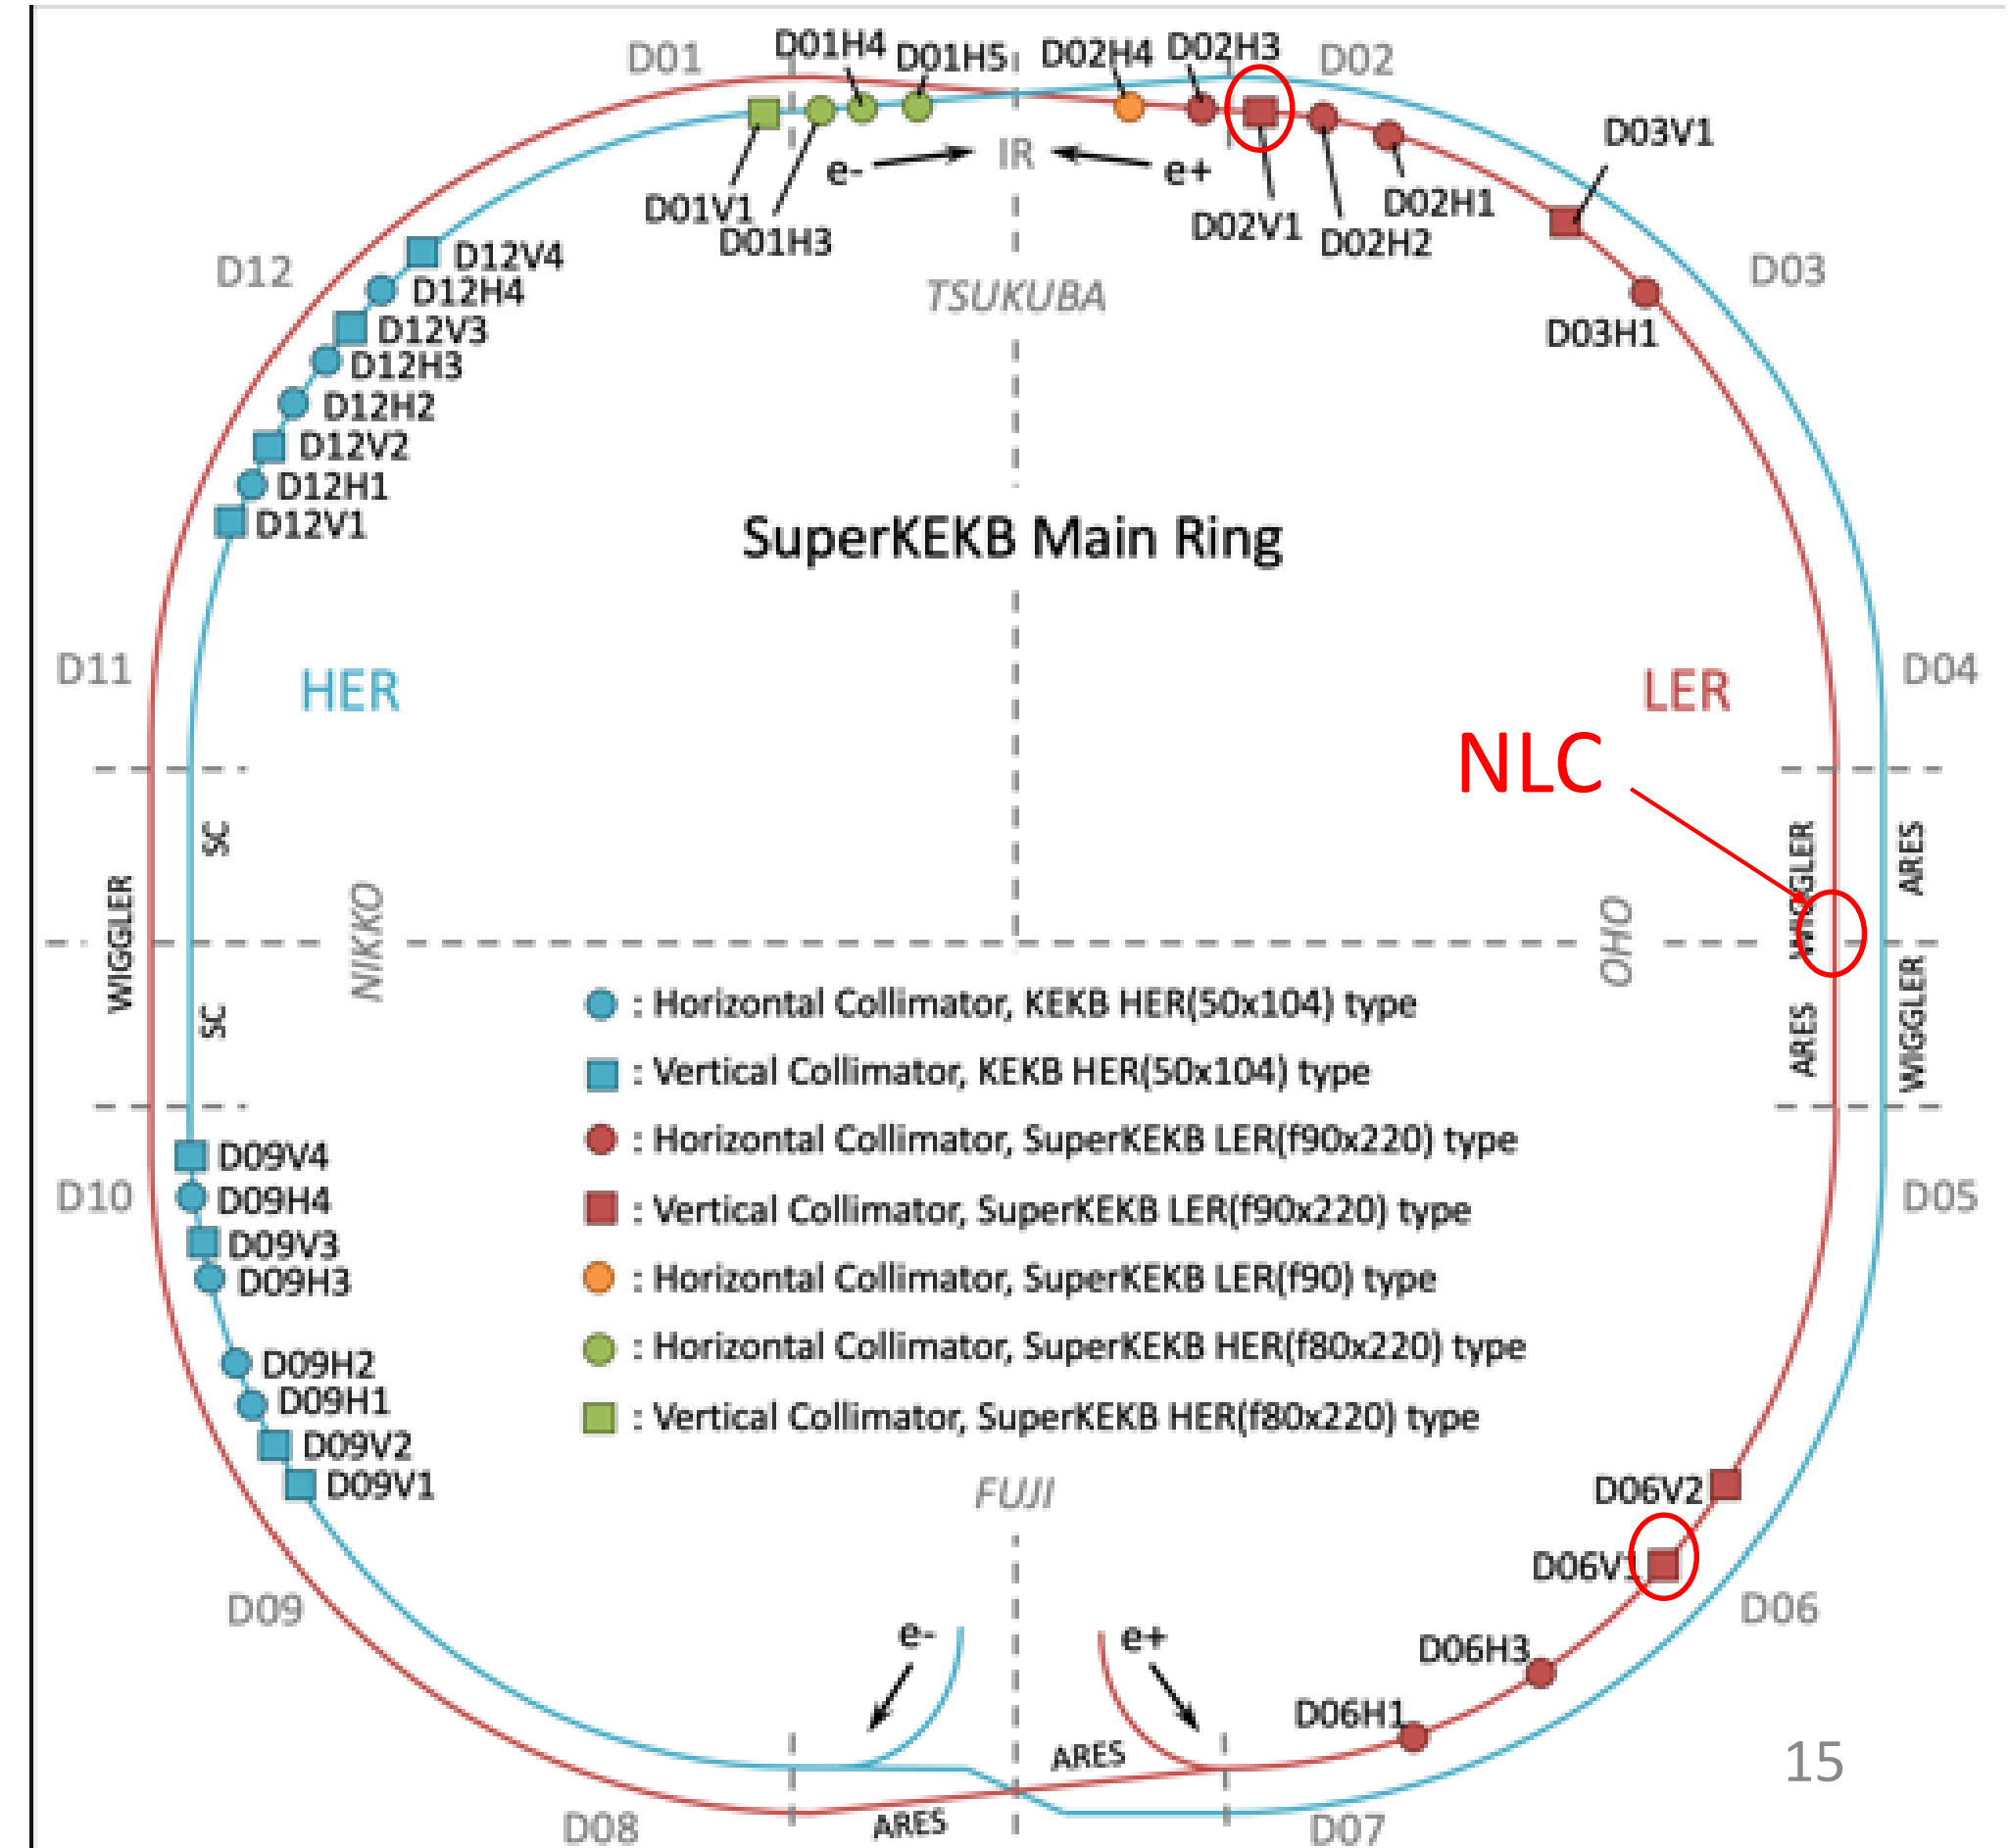 D01
D01H4
D01H5
D02H4
D02H3
D02
e-
IR
e+
D03V1
D01V1
D01H3
D02V1
D02H2
D02H1
D12
D12V4
D12H4
D12V3
D12H3
D12H2
D12V2
D12H1
D12V1
TSUKUBA
D03
D03H1
SuperKEKB Main Ring
D11
HER
LER
D04
NLC
SC
WIGGLER
SC
NIKKO
OHO
WIGGLER
ARES
ARES
WIGGLER
: Horizontal Collimator, KEKB HER(50x104) type
: Vertical Collimator, KEKB HER(50x104) type
: Horizontal Collimator, SuperKEKB LER(f90x220) type
: Vertical Collimator, SuperKEKB LER(f90x220) type
: Horizontal Collimator, SuperKEKB LER(f90) type
: Horizontal Collimator, SuperKEKB HER(f80x220) type
: Vertical Collimator, SuperKEKB HER(f80x220) type
D10
D09V4
D09H4
D09V3
D09H3
D09H2
D09H1
D09V2
D09V1
D05
FUJI
D06V2
D06V1
D09
D06
e-
e+
D06H3
D06H1
ARES
15
D08
ARES
D07